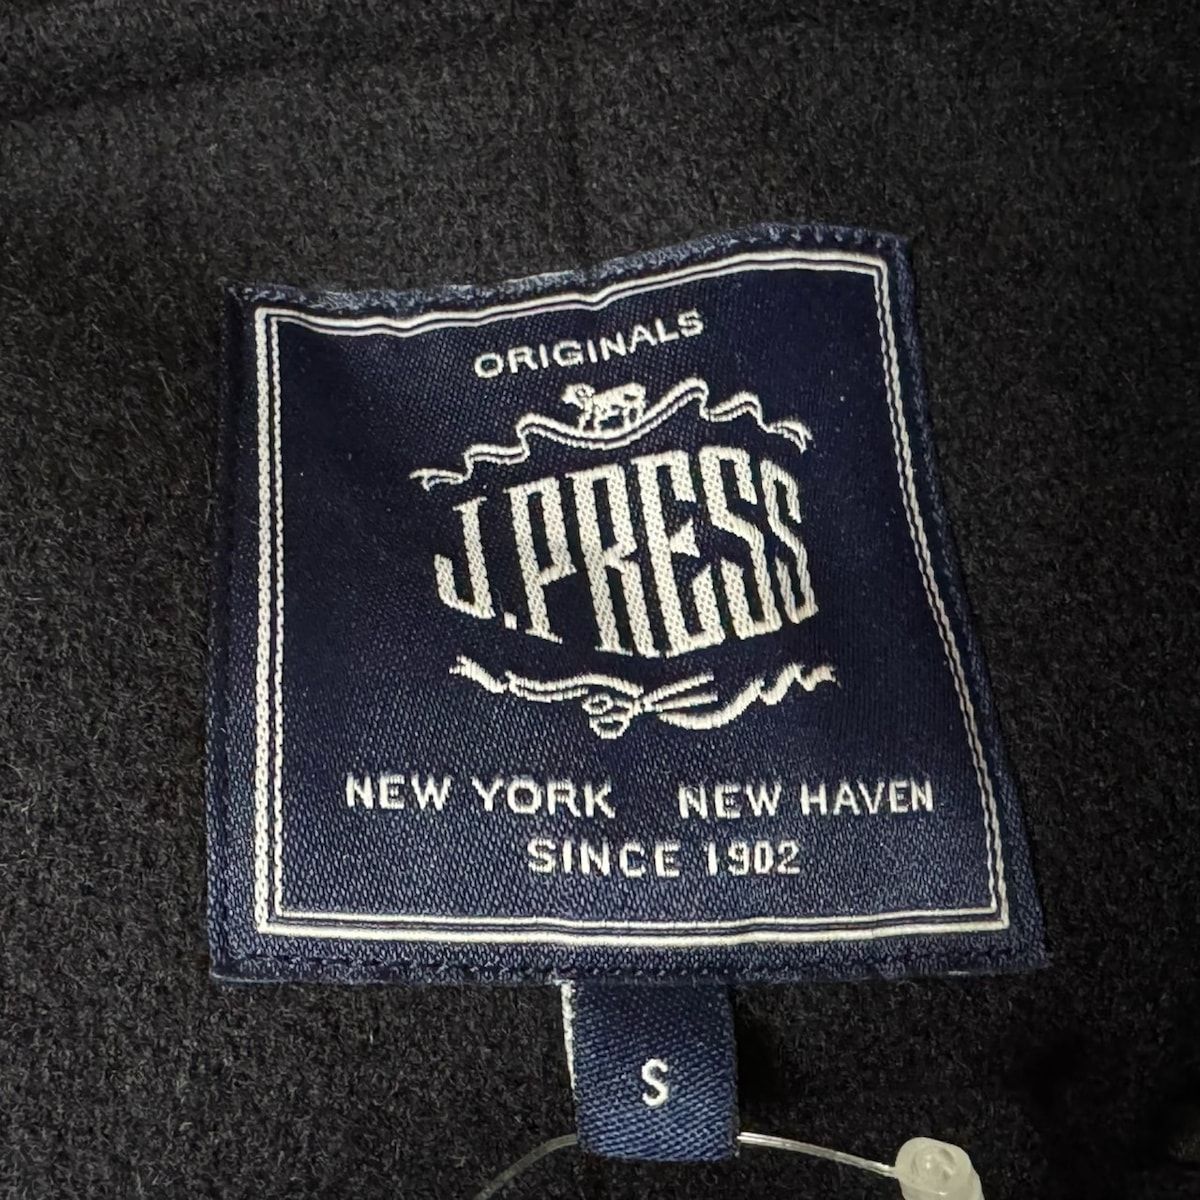 ORIGINALS
J.PRESS
NEW YORK NEW HAVEN
SINCE 1902
S